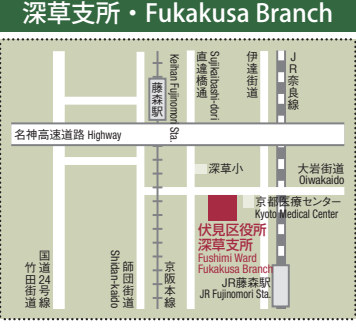 深草支所・Fukakusa Branch
藤森駅
Keihan Fujinomori Sta.
直違橋通
Sujikaibashi-dori
伊達街道
JR奈良線
名神高速道路 Highway
深草小
大岩街道
Oiwakaido
京都医療センター
Kyoto Medical Center
伏見区役所
深草支所
Fushimi Ward
Fukakusa Branch
JR藤森駅
JR Fujinomori Sta.
国道24号線
竹田街道
Shidan-kaido
師団街道
京阪本線